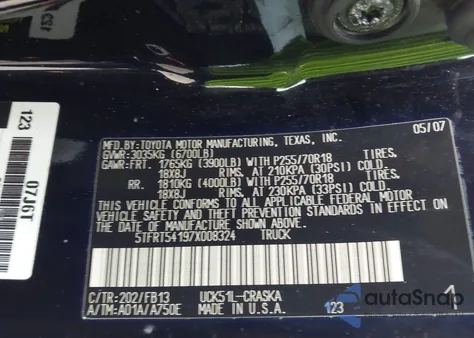 123
07J6T
MFD.BY:TOYOTA MOTOR MANUFACTURING, TEXAS, INC. 05/07
GVWR:3035KG (6700LB)
GAWR:FRT. 1765KG (3900LB) WITH P255/70R18 TIRES.
18X8J RIMS. AT 210KPA (30PSI) COLD.
RR. 1810KG (4000LB) WITH P255/70R18 TIRES.
18X8J RIMS. AT 230KPA (33PSI) COLD.
THIS VEHICLE CONFORMS TO ALL APPLICABLE FEDERAL MOTOR
VEHICLE SAFETY AND THEFT PREVENTION STANDARDS IN EFFECT ON
THE DATE OF MANUFACTURE SHOWN ABOVE.
5TFRT54197X008324 TRUCK
C/TR:202/FB13 UCK51L-CRASKA
A/TM:A01A/A750E MADE IN U.S.A. 123
1
autoSnap